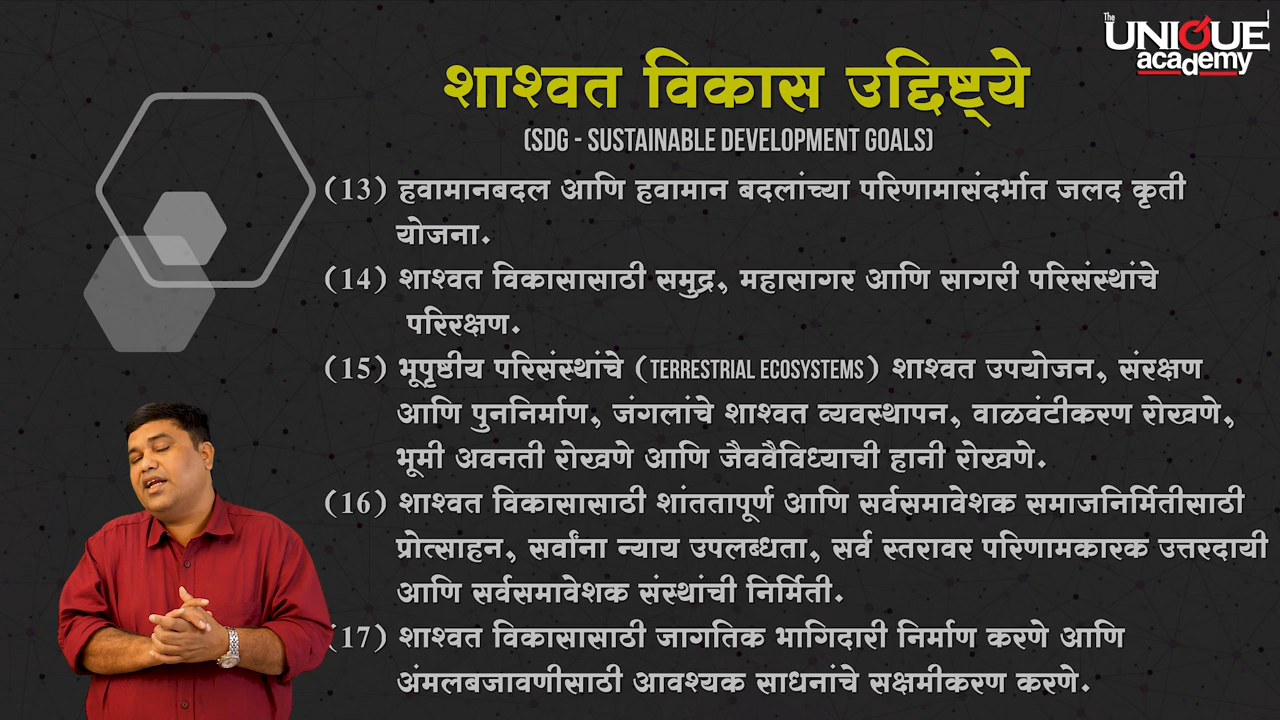 The UNIQUE academy
शाश्वत विकास उद्दिष्ट्ये
(SDG - SUSTAINABLE DEVELOPMENT GOALS)
(13) हवामानबदल आणि हवामान बदलांच्या परिणामासंदर्भात जलद कृती
योजना.
(14) शाश्वत विकासासाठी समुद्र, महासागर आणि सागरी परिसंस्थांचे
परिरक्षण.
(15) भूपृष्ठीय परिसंस्थांचे (TERRESTRIAL ECOSYSTEMS) शाश्वत उपयोजन, संरक्षण
आणि पुननिर्माण, जंगलांचे शाश्वत व्यवस्थापन, वाळवंटीकरण रोखणे,
भूमी अवनती रोखणे आणि जैववैविध्याची हानी रोखणे.
(16) शाश्वत विकासासाठी शांततापूर्ण आणि सर्वसमावेशक समाजनिर्मितीसाठी
प्रोत्साहन, सर्वांना न्याय उपलब्धता, सर्व स्तरावर परिणामकारक उत्तरदायी
आणि सर्वसमावेशक संस्थांची निर्मिती.
(17) शाश्वत विकासासाठी जागतिक भागिदारी निर्माण करणे आणि
अंमलबजावणीसाठी आवश्यक साधनांचे सक्षमीकरण करणे.